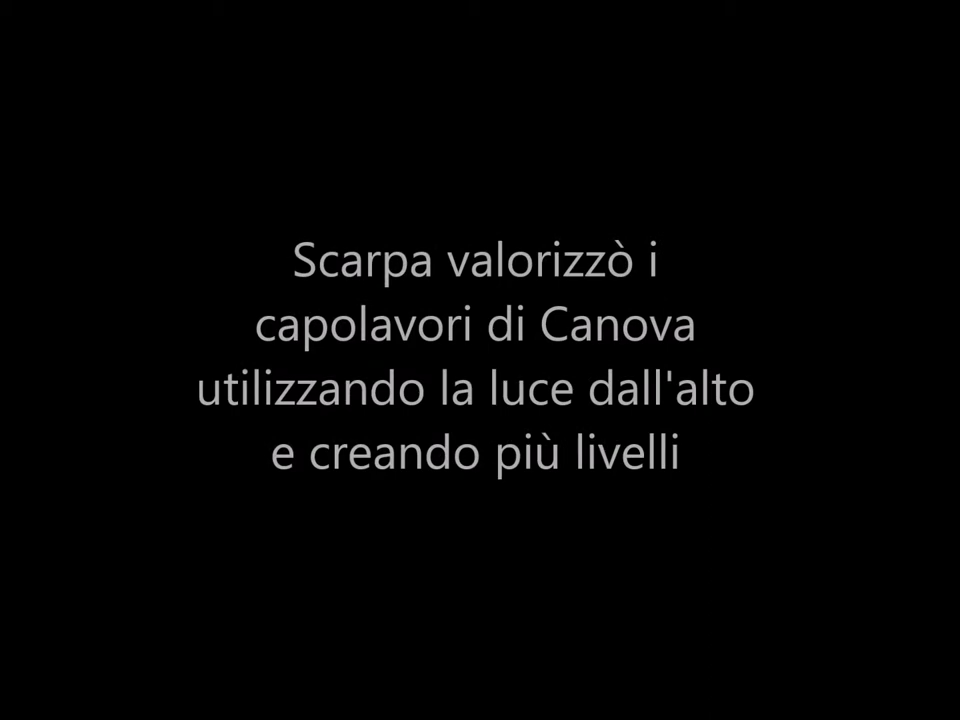 Scarpa valorizzò i
capolavori di Canova
utilizzando la luce dall'alto
e creando più livelli